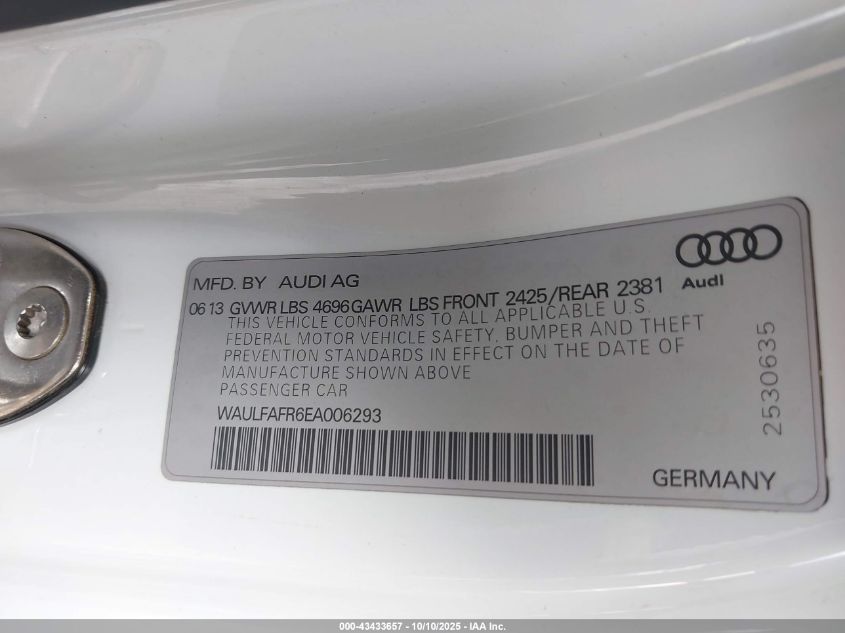 Audi
MFD. BY AUDI AG
06 13 GVWR LBS 4696 GAWR LBS FRONT 2425/REAR 2381
THIS VEHICLE CONFORMS TO ALL APPLICABLE U.S.
FEDERAL MOTOR VEHICLE SAFETY, BUMPER AND THEFT
PREVENTION STANDARDS IN EFFECT ON THE DATE OF
MANUFACTURE SHOWN ABOVE
PASSENGER CAR
WAULFAFR6EA006293
2530635
GERMANY
000-43433657 - 10/10/2025 - IAA Inc.